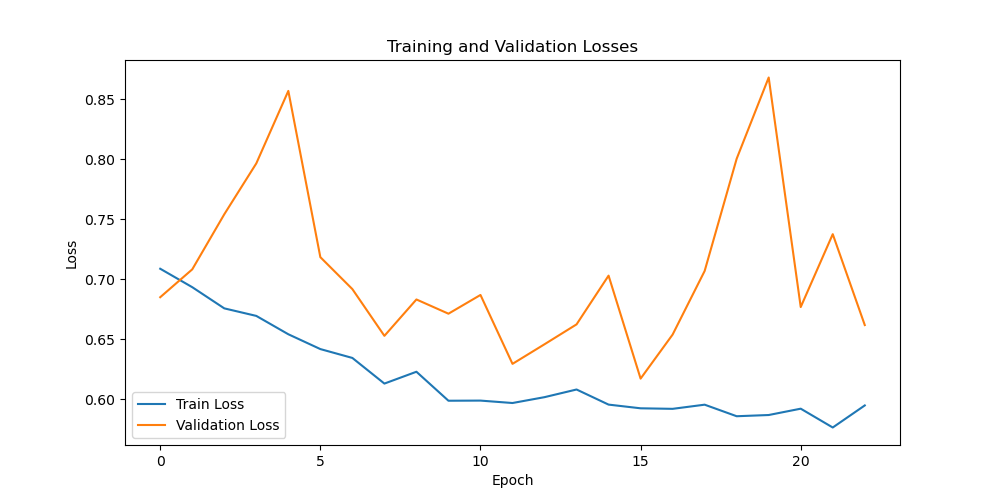 Training and Validation Losses
0.85
0.80
0.75
0.70
0.65
0.60
Loss
Train Loss
Validation Loss
0 5 10 15 20
Epoch